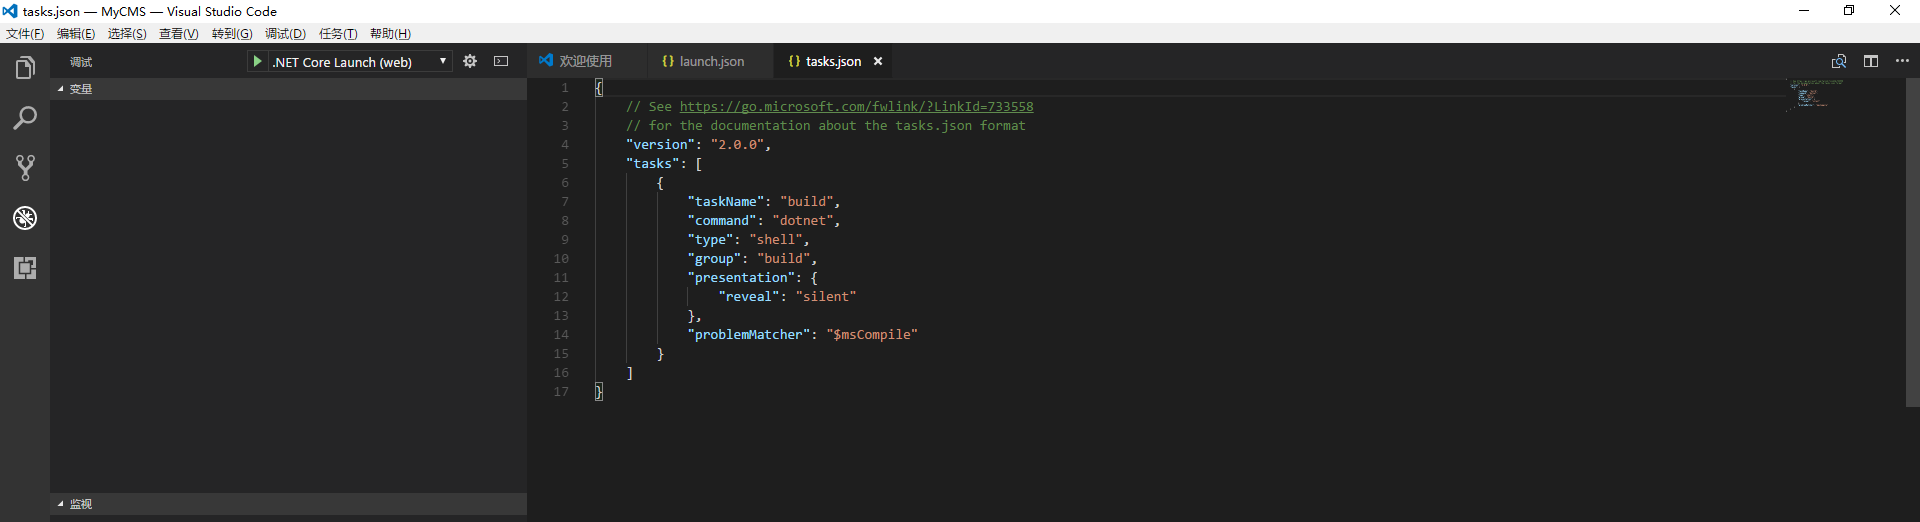 tasks.json — MyCMS — Visual Studio Code
文件(F) 编辑(E) 选择(S) 查看(V) 转到(G) 调试(D) 任务(T) 帮助(H)
调试 .NET Core Launch (web)
欢迎使用 {} launch.json {} tasks.json
变量
1 {
2 // See https://go.microsoft.com/fwlink/?LinkId=733558
3 // for the documentation about the tasks.json format
4 "version": "2.0.0",
5 "tasks": [
6 {
7 "taskName": "build",
8 "command": "dotnet",
9 "type": "shell",
10 "group": "build",
11 "presentation": {
12 "reveal": "silent"
13 },
14 "problemMatcher": "$msCompile"
15 }
16 ]
17 }
监视